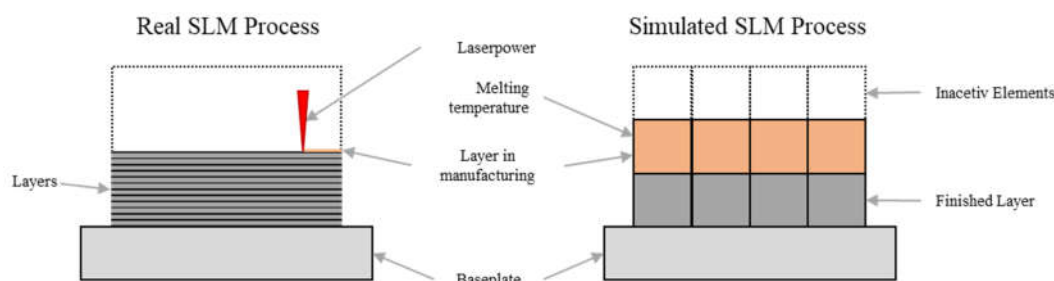 Real SLM Process
Simulated SLM Process
Laserpower
Melting
temperature
Inacetiv Elements
Layers
Layer in
manufacturing
Finished Layer
Baseplate